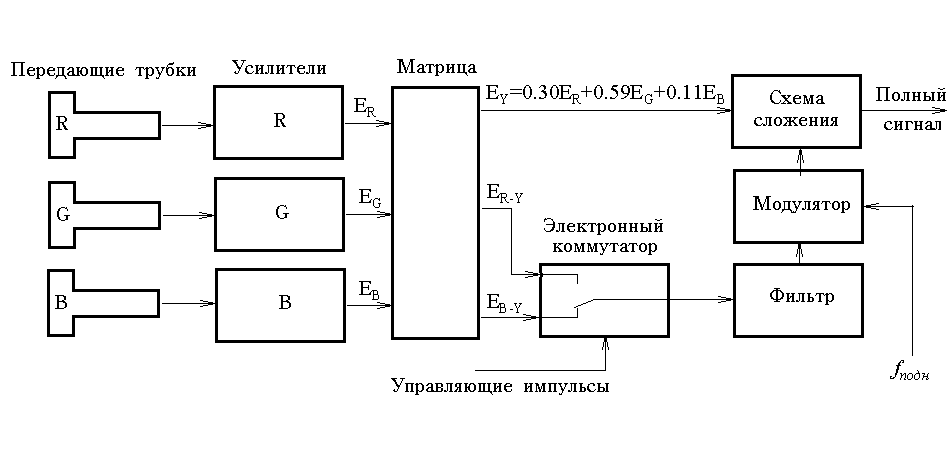 Передающие трубки
Усилители
Матрица
R
R
E_R
E_Y=0.30E_R+0.59E_G+0.11E_B
Схема
сложения
Полный
сигнал
G
G
E_G
E_R-Y
Электронный
коммутатор
Модулятор
B
B
E_B
E_B-Y
Фильтр
Управляющие импульсы
f_подн